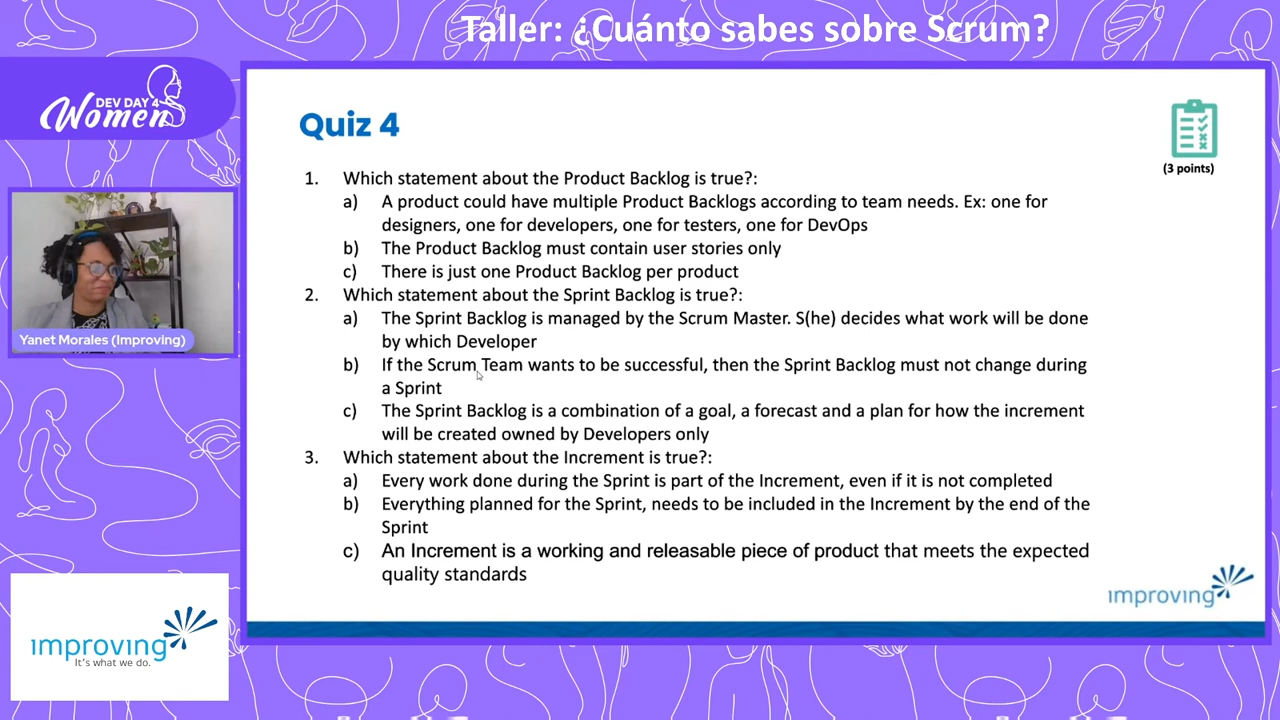 Taller: ¿Cuánto sabes sobre Scrum?
DEV DAY 4
Women
Yanet Morales (Improving)
improving
It's what we do.
Quiz 4
(3 points)
1. Which statement about the Product Backlog is true?:
a) A product could have multiple Product Backlogs according to team needs. Ex: one for
designers, one for developers, one for testers, one for DevOps
b) The Product Backlog must contain user stories only
c) There is just one Product Backlog per product
2. Which statement about the Sprint Backlog is true?:
a) The Sprint Backlog is managed by the Scrum Master. S(he) decides what work will be done
by which Developer
b) If the Scrum Team wants to be successful, then the Sprint Backlog must not change during
a Sprint
c) The Sprint Backlog is a combination of a goal, a forecast and a plan for how the increment
will be created owned by Developers only
3. Which statement about the Increment is true?:
a) Every work done during the Sprint is part of the Increment, even if it is not completed
b) Everything planned for the Sprint, needs to be included in the Increment by the end of the
Sprint
c) An Increment is a working and releasable piece of product that meets the expected
quality standards
improving